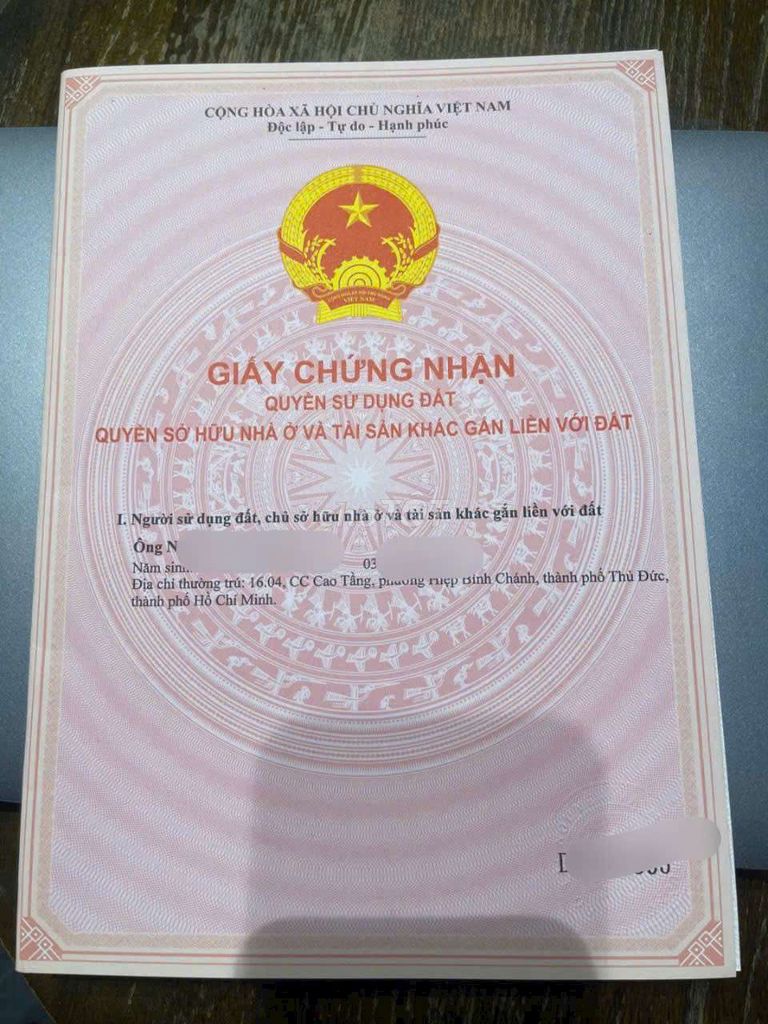 CỘNG HÒA XÃ HỘI CHỦ NGHĨA VIỆT NAM
Độc lập - Tự do - Hạnh phúc
VIỆT NAM
GIẤY CHỨNG NHẬN
QUYỀN SỬ DỤNG ĐẤT
QUYỀN SỞ HỮU NHÀ Ở VÀ TÀI SẢN KHÁC GẮN LIỀN VỚI ĐẤT
I. Người sử dụng đất, chủ sở hữu nhà ở và tài sản khác gắn liền với đất
Ông N
Năm sinh: 03
Địa chỉ thường trú: 16.04, CC Cao Tầng, phường Hiệp Bình Chánh, thành phố Thủ Đức,
thành phố Hồ Chí Minh.